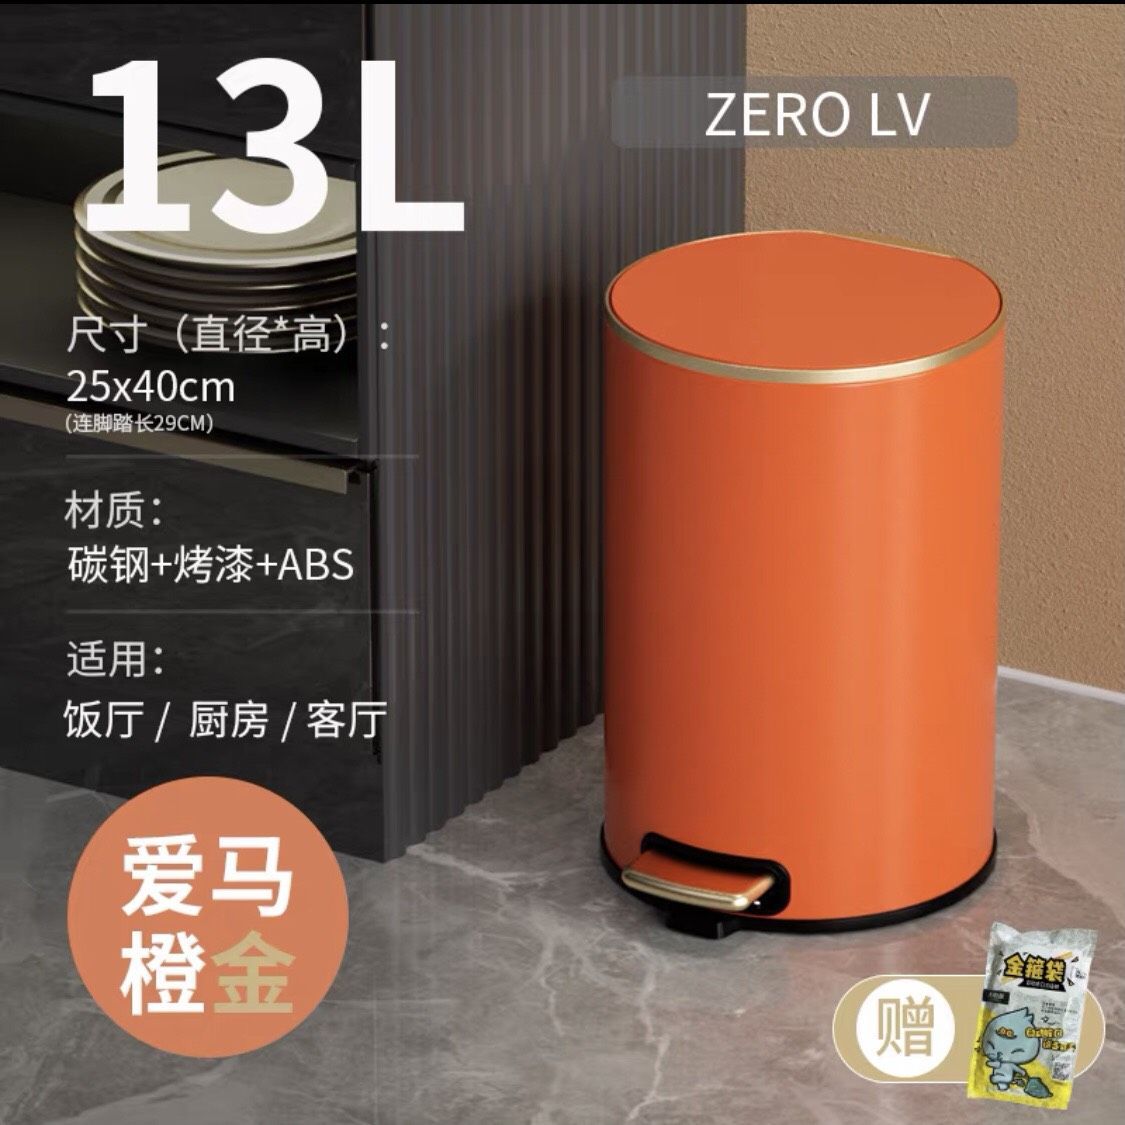 13L
ZERO LV
尺寸（直径*高）：
25x40cm
(连脚踏长29CM)
材质：
碳钢+烤漆+ABS
适用：
饭厅 / 厨房 / 客厅
爱马
橙金
赠
金箍袋